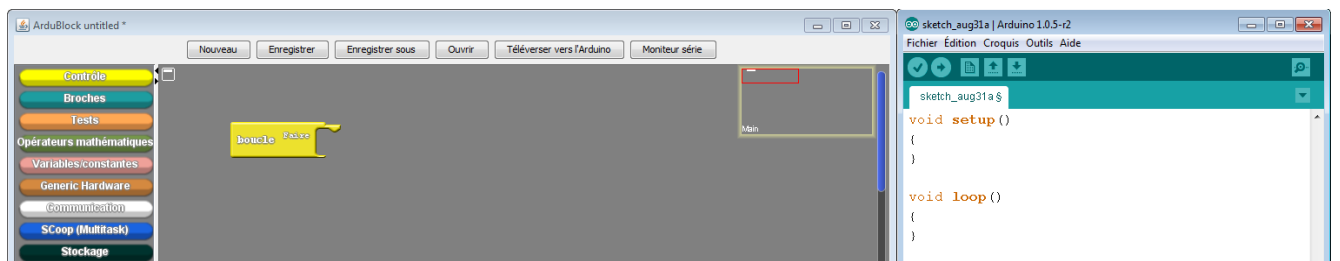 ArduBlock untitled *
Nouveau Enregistrer Enregistrer sous Ouvrir Téléverser vers l'Arduino Moniteur série
Contrôle
Broches
Tests
Opérateurs mathématiques
Variables/constantes
Generic Hardware
Communication
SCoop (Multitask)
Stockage
boucle Faire
Main
sketch_aug31a | Arduino 1.0.5-r2
Fichier Édition Croquis Outils Aide
sketch_aug31a §
void setup()
{
}
void loop()
{
}